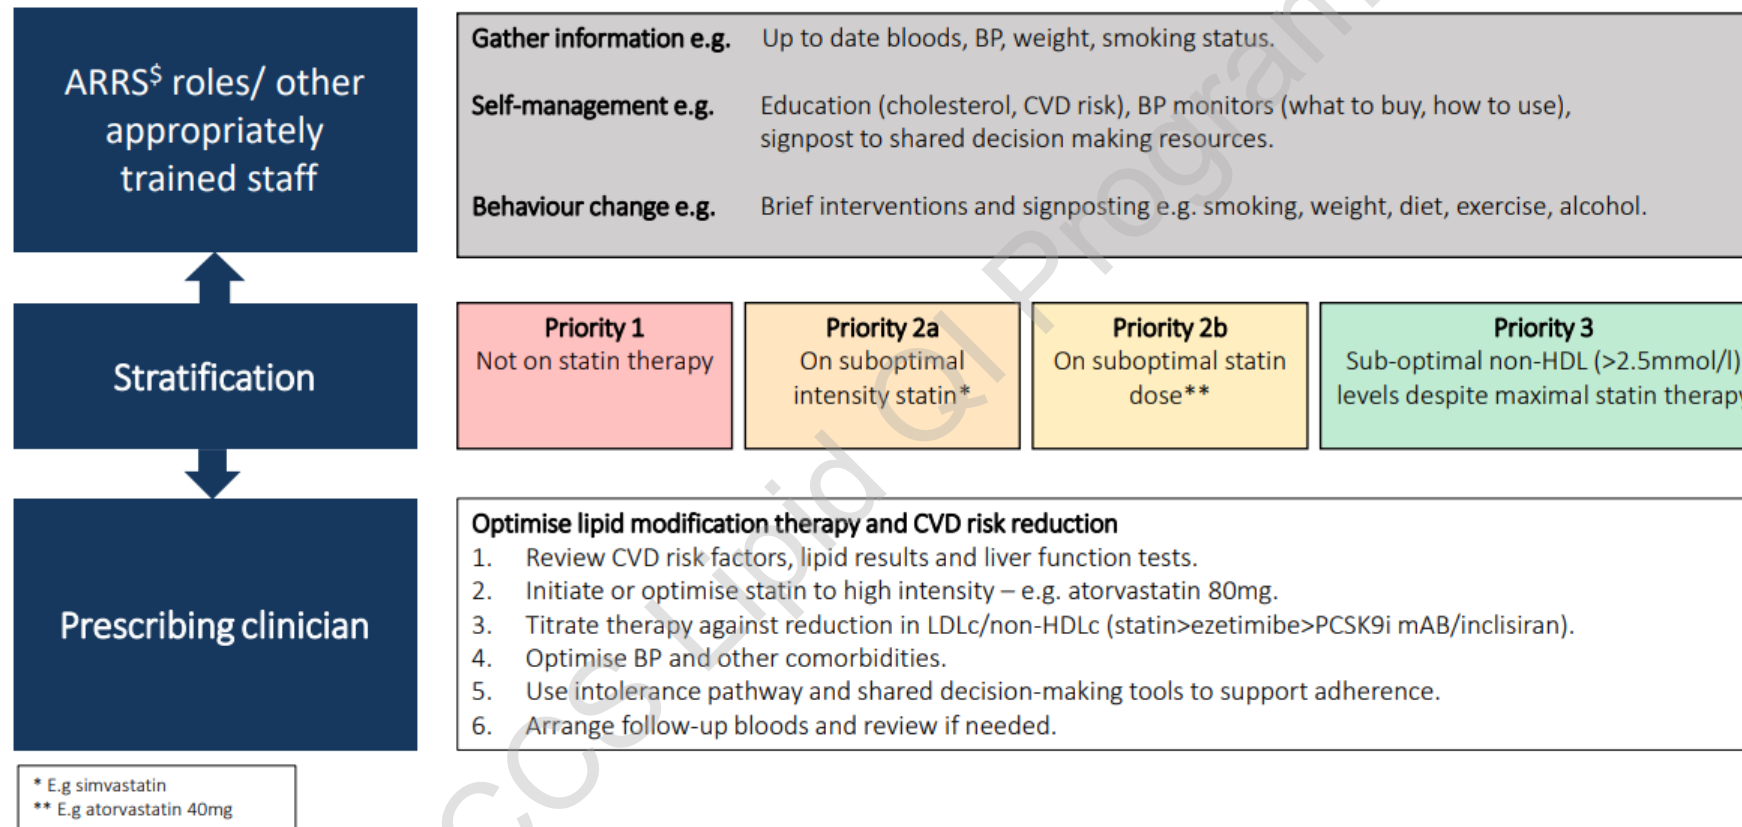 ARRS$ roles/ other
appropriately
trained staff
Gather information e.g. Up to date bloods, BP, weight, smoking status.
Self-management e.g. Education (cholesterol, CVD risk), BP monitors (what to buy, how to use),
signpost to shared decision making resources.
Behaviour change e.g. Brief interventions and signposting e.g. smoking, weight, diet, exercise, alcohol.
Stratification
Priority 1
Not on statin therapy
Priority 2a
On suboptimal
intensity statin*
Priority 2b
On suboptimal statin
dose**
Priority 3
Sub-optimal non-HDL (>2.5mmol/l)
levels despite maximal statin therapy
Prescribing clinician
Optimise lipid modification therapy and CVD risk reduction
1. Review CVD risk factors, lipid results and liver function tests.
2. Initiate or optimise statin to high intensity – e.g. atorvastatin 80mg.
3. Titrate therapy against reduction in LDLc/non-HDLc (statin>ezetimibe>PCSK9i mAB/inclisiran).
4. Optimise BP and other comorbidities.
5. Use intolerance pathway and shared decision-making tools to support adherence.
6. Arrange follow-up bloods and review if needed.
* E.g simvastatin
** E.g atorvastatin 40mg
CCS Lipid QI Program